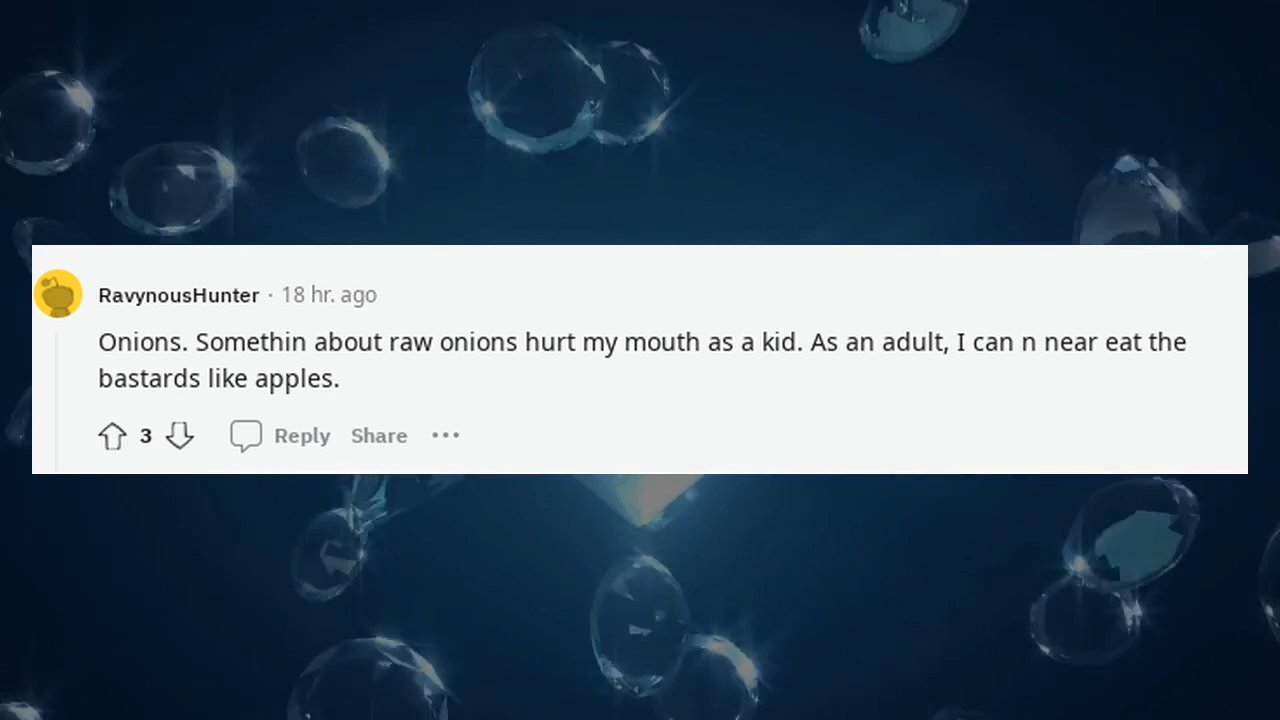 RavynousHunter · 18 hr. ago
Onions. Somethin about raw onions hurt my mouth as a kid. As an adult, I can n near eat the
bastards like apples.
3 Reply Share ···